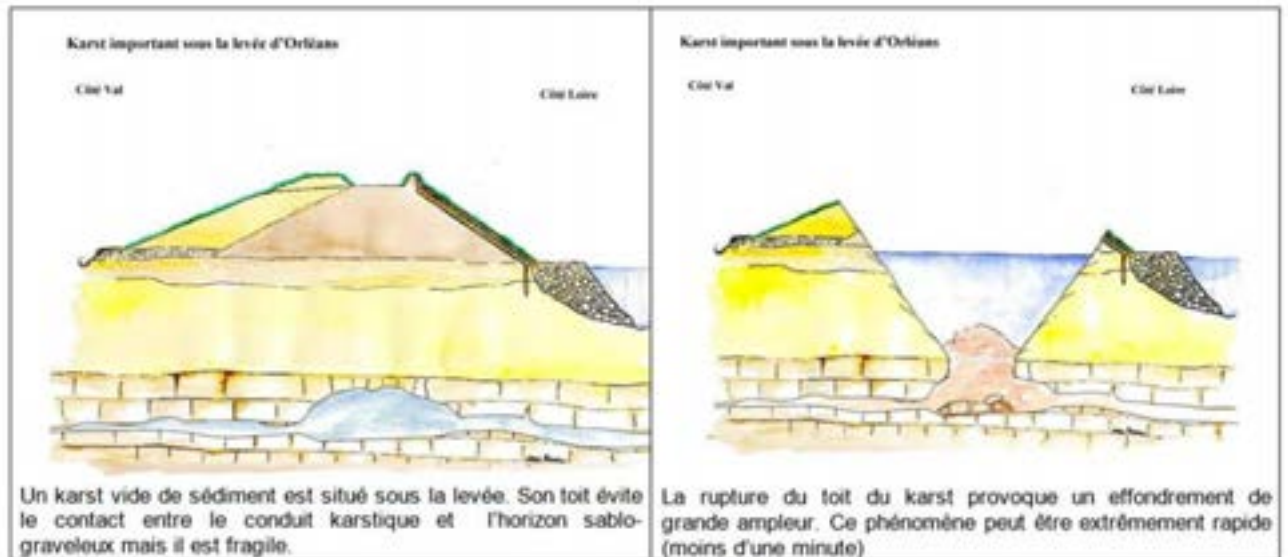 Karst important sous la levée d'Orléans
Côté Val
Côté Loire
Un karst vide de sédiment est situé sous la levée. Son toit évite
le contact entre le conduit karstique et l'horizon sablo-
graveleux mais il est fragile.
Karst important sous la levée d'Orléans
Côté Val
Côté Loire
La rupture du toit du karst provoque un effondrement de
grande ampleur. Ce phénomène peut être extrêmement rapide
(moins d'une minute)